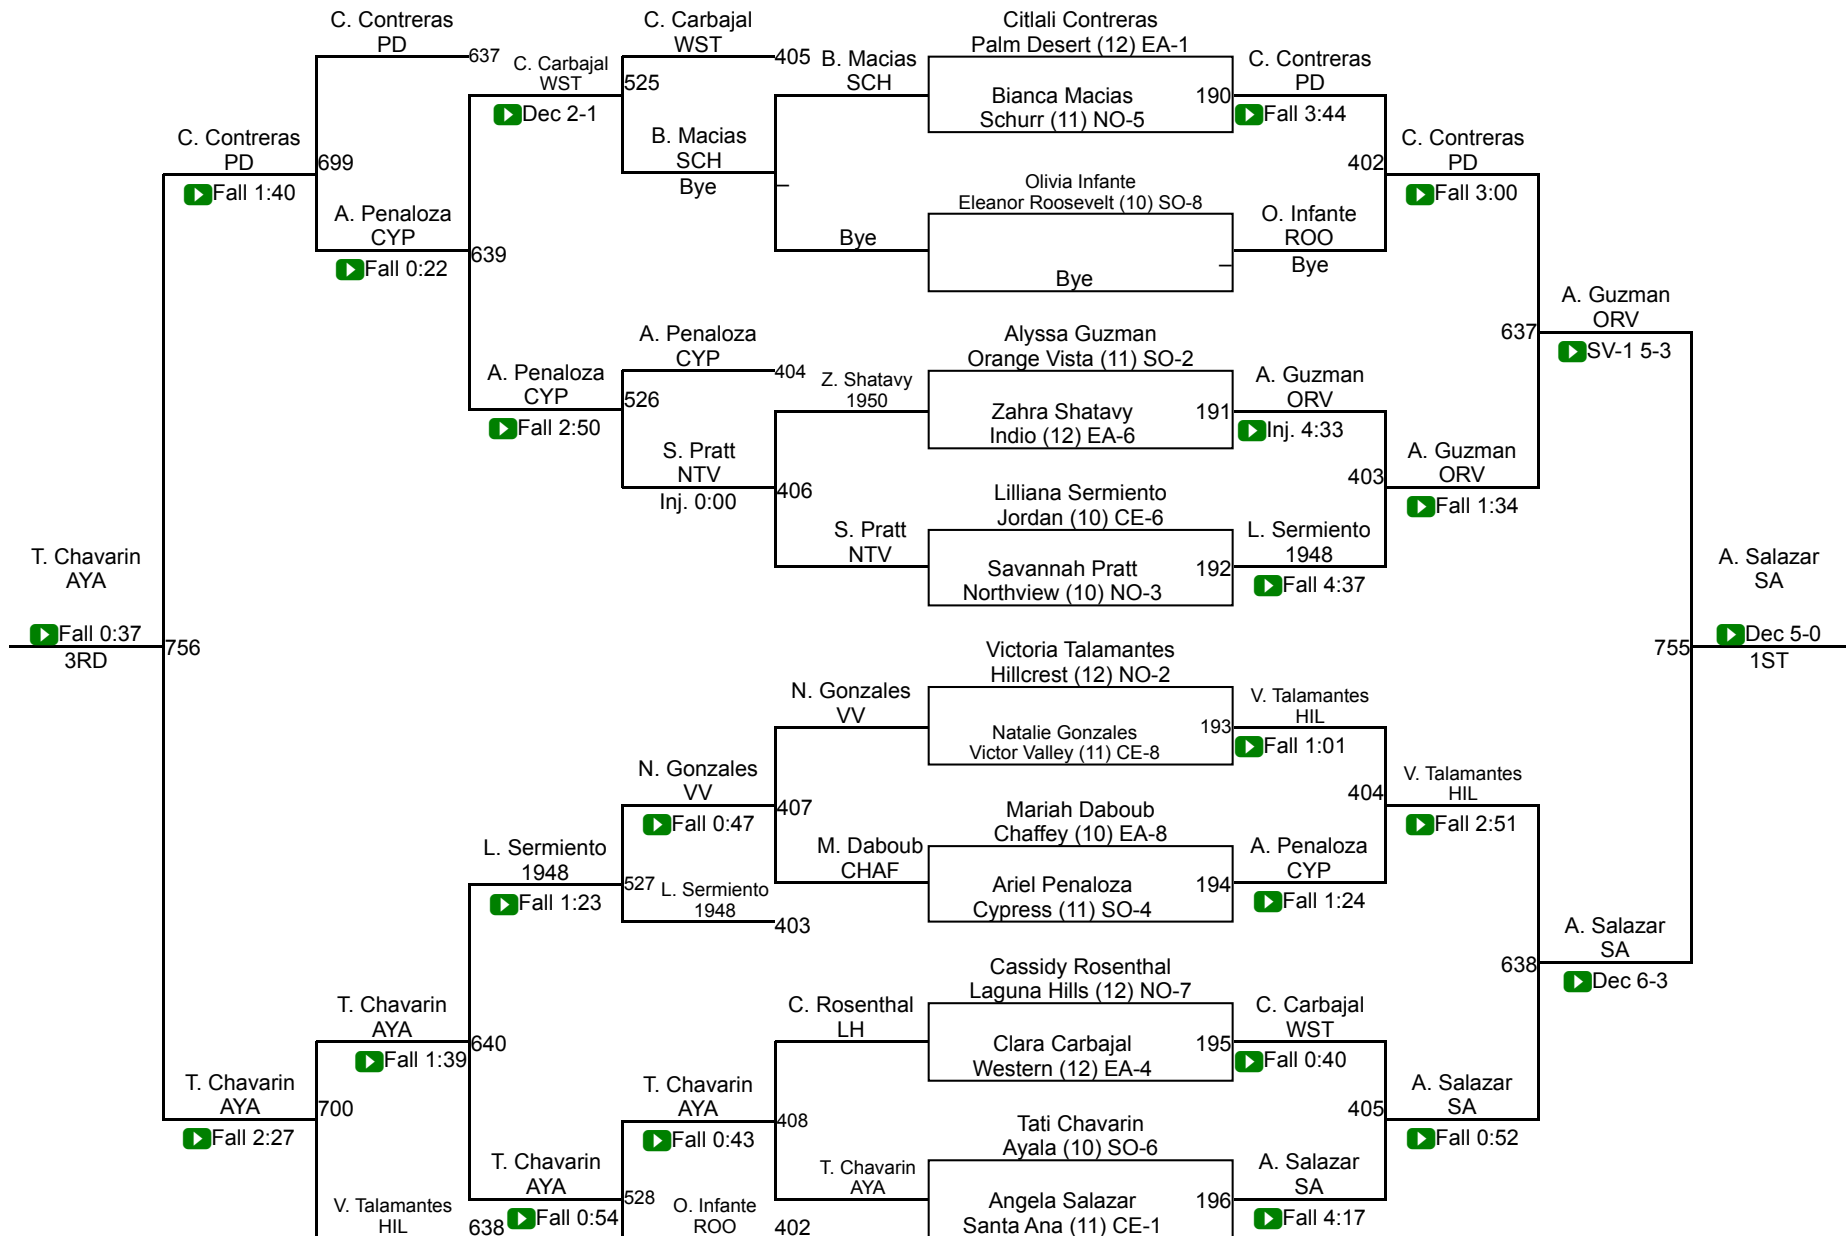 C. Contreras
PD
637
C. Carbajal
WST
Dec 2-1
C. Carbajal
WST
405
525
B. Macias
SCH
Bye
B. Macias
SCH
Bye
Citlali Contreras
Palm Desert (12) EA-1
Bianca Macias
Schurr (11) NO-5
190
C. Contreras
PD
Fall 3:44
Olivia Infante
Eleanor Roosevelt (10) SO-8
Bye
O. Infante
ROO
Bye
402
C. Contreras
PD
Fall 3:00
C. Contreras
PD
Fall 1:40
699
A. Penaloza
CYP
Fall 0:22
639
A. Penaloza
CYP
Fall 2:50
A. Penaloza
CYP
404
526
S. Pratt
NTV
Inj. 0:00
Z. Shatavy
1950
406
S. Pratt
NTV
Alyssa Guzman
Orange Vista (11) SO-2
Zahra Shatavy
Indio (12) EA-6
191
A. Guzman
ORV
Inj. 4:33
Lilliana Sermiento
Jordan (10) CE-6
Savannah Pratt
Northview (10) NO-3
192
L. Sermiento
1948
Fall 4:37
403
A. Guzman
ORV
Fall 1:34
637
A. Guzman
ORV
SV-1 5-3
T. Chavarin
AYA
Fall 0:37
3RD
756
755
A. Salazar
SA
Dec 5-0
1ST
N. Gonzales
VV
Victoria Talamantes
Hillcrest (12) NO-2
Natalie Gonzales
Victor Valley (11) CE-8
193
V. Talamantes
HIL
Fall 1:01
N. Gonzales
VV
Fall 0:47
407
M. Daboub
CHAF
Mariah Daboub
Chaffey (10) EA-8
Ariel Penaloza
Cypress (11) SO-4
194
A. Penaloza
CYP
Fall 1:24
404
V. Talamantes
HIL
Fall 2:51
L. Sermiento
1948
Fall 1:23
527
L. Sermiento
1948
403
638
A. Salazar
SA
Dec 6-3
T. Chavarin
AYA
Fall 1:39
640
C. Rosenthal
LH
Cassidy Rosenthal
Laguna Hills (12) NO-7
Clara Carbajal
Western (12) EA-4
195
C. Carbajal
WST
Fall 0:40
T. Chavarin
AYA
Fall 2:27
700
T. Chavarin
AYA
Fall 0:43
408
T. Chavarin
AYA
Tati Chavarin
Ayala (10) SO-6
Angela Salazar
Santa Ana (11) CE-1
196
A. Salazar
SA
Fall 4:17
405
A. Salazar
SA
Fall 0:52
V. Talamantes
HIL
638
T. Chavarin
AYA
Fall 0:54
528
O. Infante
ROO
402